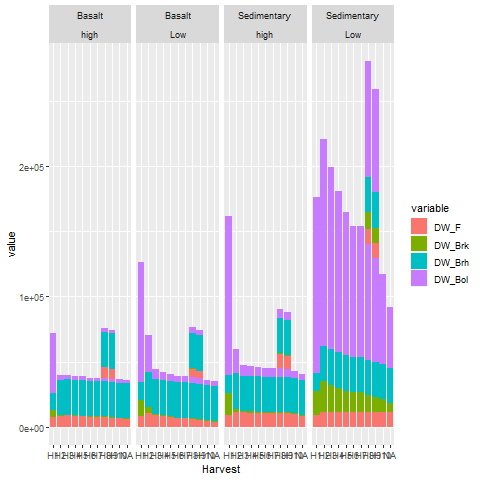 Basalt Basalt Sedimentary Sedimentary
high Low high Low
2e+05
1e+05
0e+00
value
Harvest
variable
DW_F
DW_Brk
DW_Brh
DW_Bol